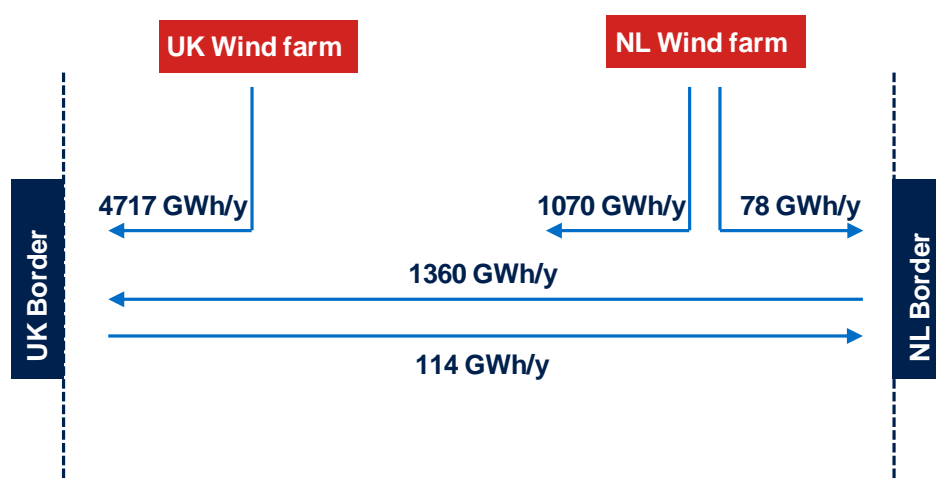 UK Wind farm
NL Wind farm
4717 GWh/y
1070 GWh/y
78 GWh/y
1360 GWh/y
114 GWh/y
UK Border
NL Border